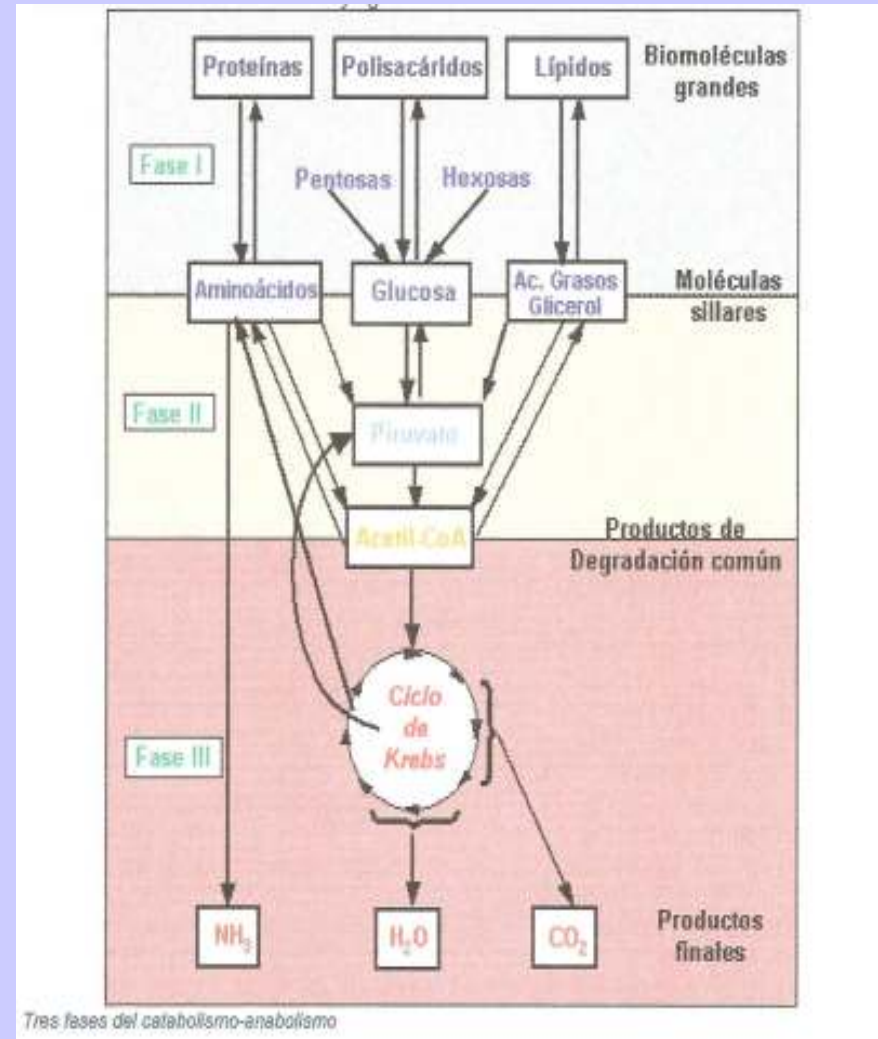 Proteínas
Polisacáridos
Lípidos
Biomoléculas
grandes
Fase I
Pentosas
Hexosas
Aminoácidos
Glucosa
Ac. Grasos
Glicerol
Moléculas
sillares
Fase II
Piruvato
Acetil-CoA
Productos de
Degradación común
Ciclo
de
Krebs
Fase III
NH₃
H₂O
CO₂
Productos
finales
Tres fases del catabolismo-anabolismo